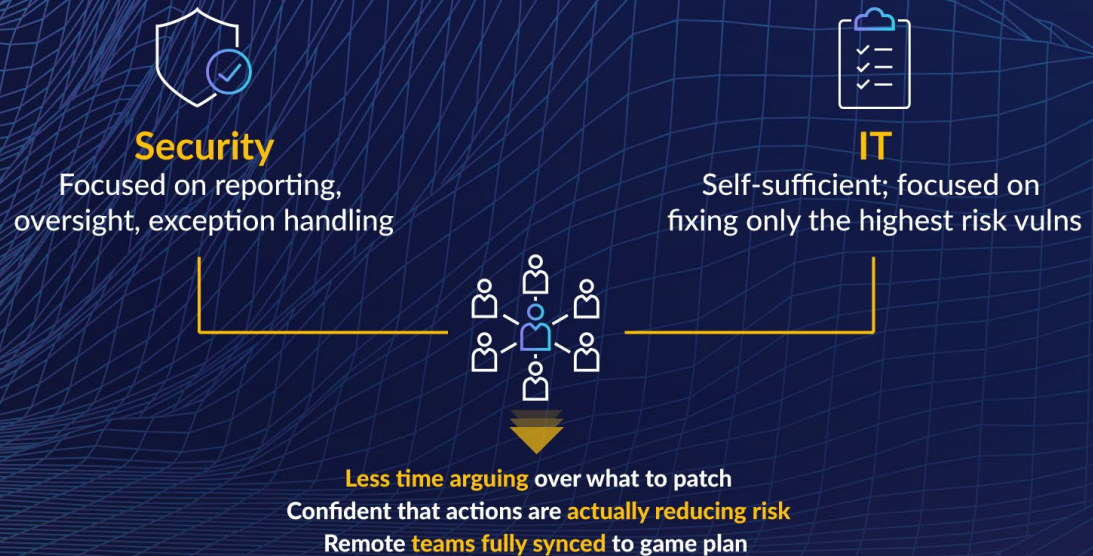 Security
Focused on reporting,
oversight, exception handling
IT
Self-sufficient; focused on
fixing only the highest risk vulns
Less time arguing over what to patch
Confident that actions are actually reducing risk
Remote teams fully synced to game plan